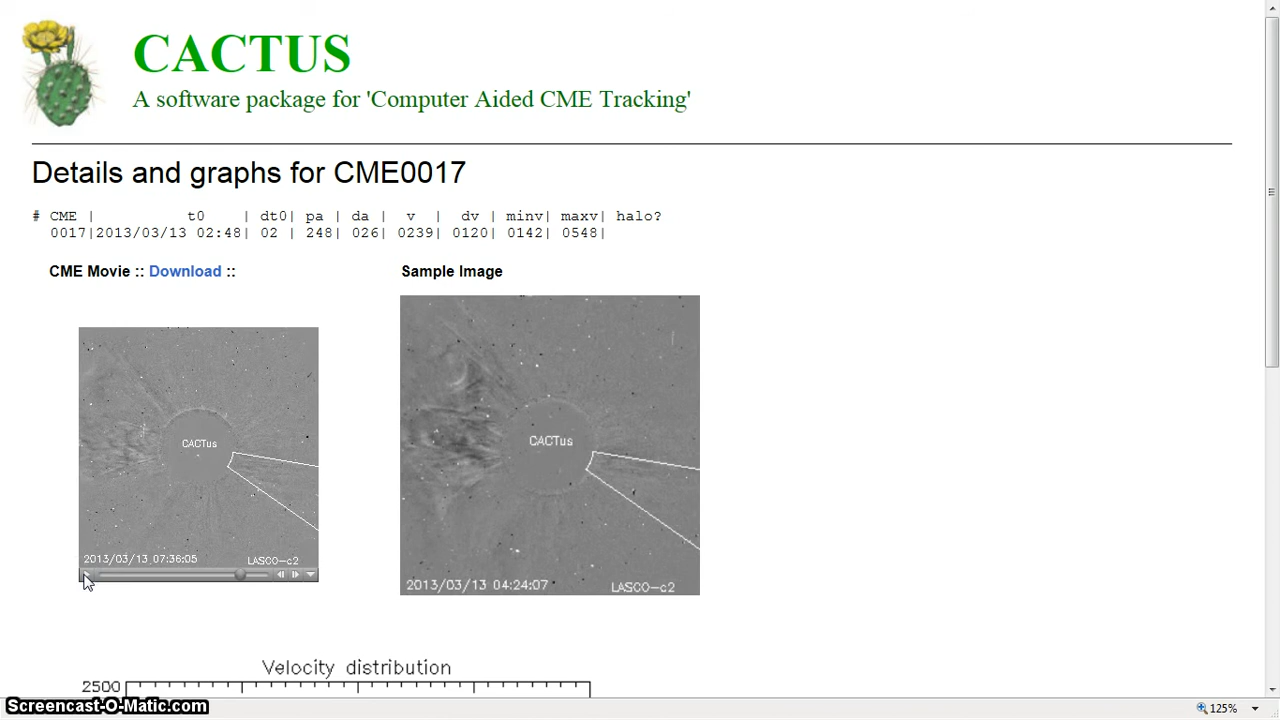 CACTUS
A software package for 'Computer Aided CME Tracking'
Details and graphs for CME0017
# CME | t0 | dt0| pa | da | v | dv | minv| maxv| halo?
0017|2013/03/13 02:48| 02 | 248| 026| 0239| 0120| 0142| 0548|
CME Movie :: Download ::
Sample Image
CACTus
2013/03/13 07:36:05 LASCO-c2
CACTus
2013/03/13 04:24:07 LASCO-c2
Velocity distribution
2500
Screencast-O-Matic.com
125%